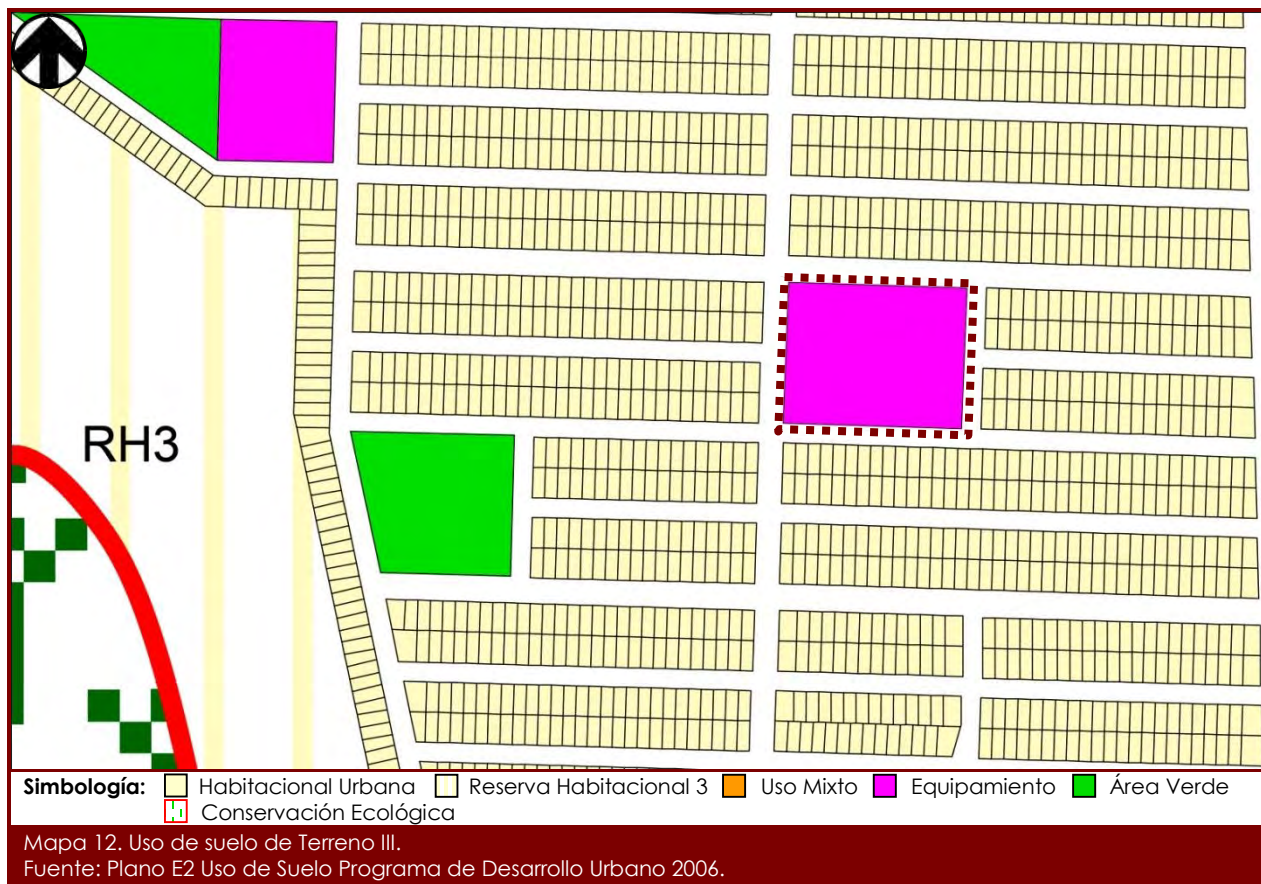 RH3
Simbología: Habitacional Urbana Reserva Habitacional 3 Uso Mixto Equipamiento Área Verde
Conservación Ecológica
Mapa 12. Uso de suelo de Terreno III.
Fuente: Plano E2 Uso de Suelo Programa de Desarrollo Urbano 2006.